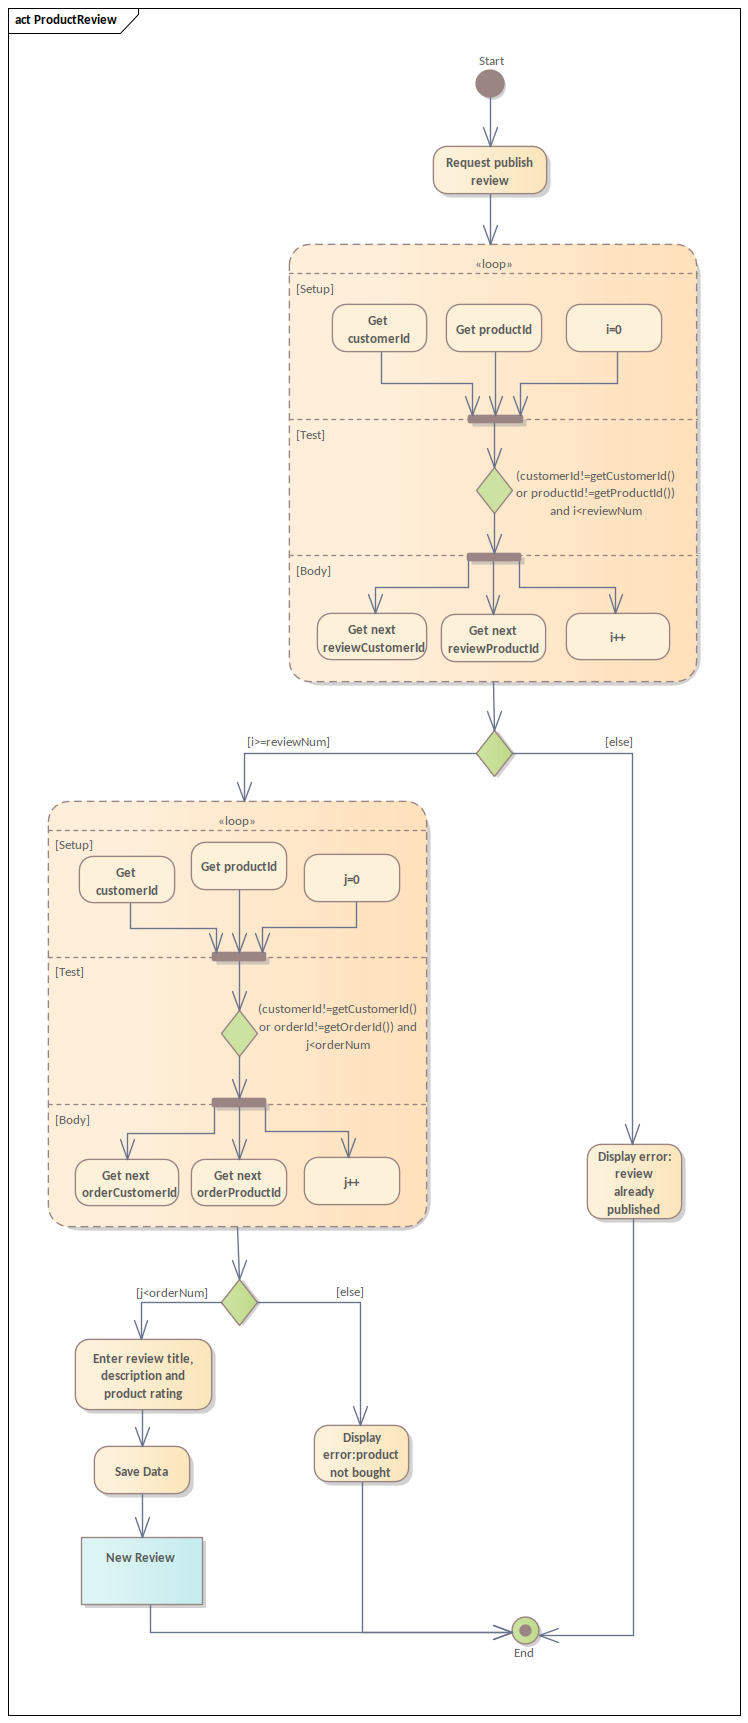 act ProductReview
Start
Request publish
review
«loop»
[Setup]
Get
customerId
Get productId
i=0
[Test]
(customerId!=getCustomerId()
or productId!=getProductId())
and i<reviewNum
[Body]
Get next
reviewCustomerId
Get next
reviewProductId
i++
[i>=reviewNum]
[else]
«loop»
[Setup]
Get
customerId
Get productId
j=0
[Test]
(customerId!=getCustomerId()
or orderId!=getOrderId()) and
j<orderNum
[Body]
Get next
orderCustomerId
Get next
orderProductId
j++
Display error:
review
already
published
[j<orderNum]
[else]
Enter review title,
description and
product rating
Display
error:product
not bought
Save Data
New Review
End